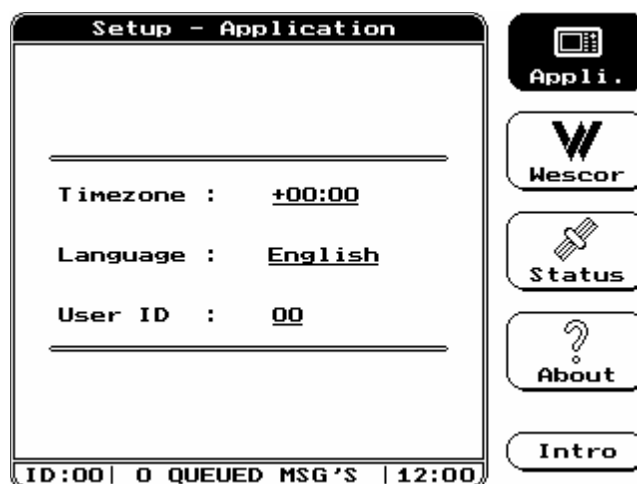 Setup - Application
Timezone : +00:00
Language : English
User ID : 00
ID:00| 0 QUEUED MSG'S |12:00
Appli.
Wescor
Status
About
Intro